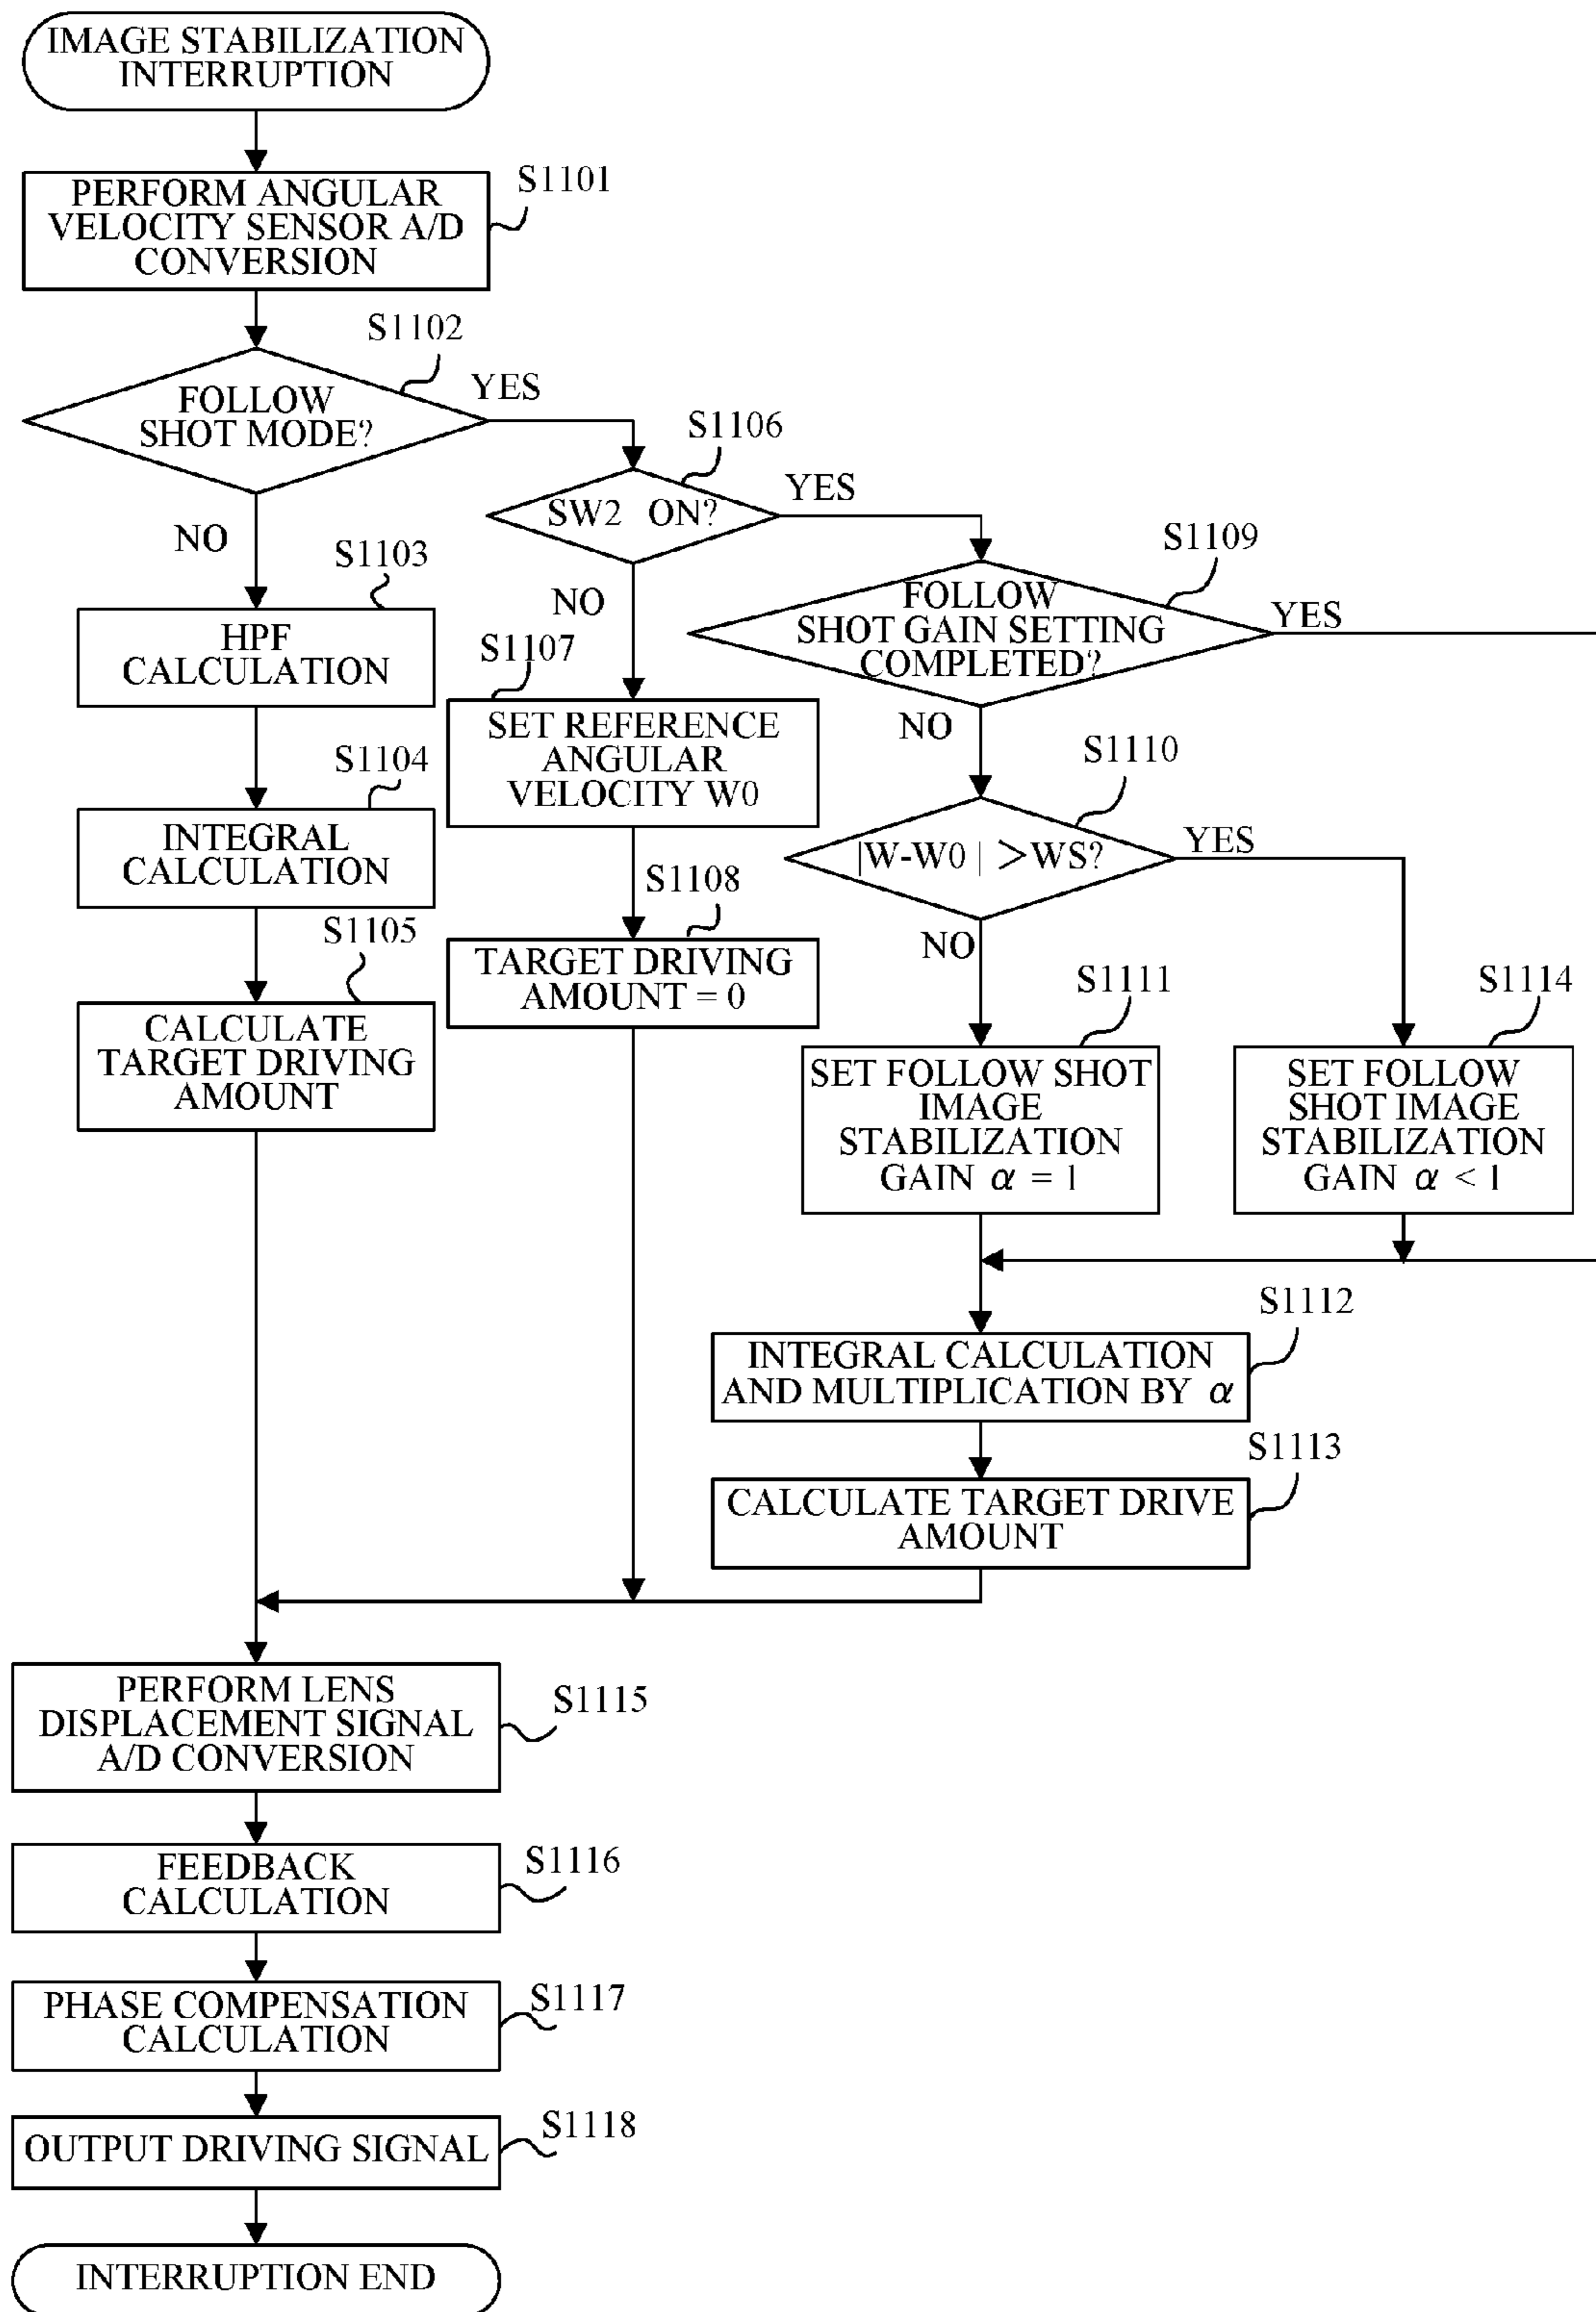 IMAGE STABILIZATION
INTERRUPTION
S1101
PERFORM ANGULAR
VELOCITY SENSOR A/D
CONVERSION
S1102
FOLLOW
SHOT MODE?
YES
NO
S1106
SW2 ON?
YES
NO
S1103
HPF
CALCULATION
S1104
INTEGRAL
CALCULATION
S1105
CALCULATE
TARGET DRIVING
AMOUNT
S1107
SET REFERENCE
ANGULAR
VELOCITY W0
S1108
TARGET DRIVING
AMOUNT = 0
S1109
FOLLOW
SHOT GAIN SETTING
COMPLETED?
YES
NO
S1110
|W-W0 | >WS?
YES
NO
S1111
SET FOLLOW SHOT
IMAGE
STABILIZATION
GAIN α = 1
S1114
SET FOLLOW
SHOT IMAGE
STABILIZATION
GAIN α < 1
S1112
INTEGRAL CALCULATION
AND MULTIPLICATION BY α
S1113
CALCULATE TARGET DRIVE
AMOUNT
S1115
PERFORM LENS
DISPLACEMENT SIGNAL
A/D CONVERSION
S1116
FEEDBACK
CALCULATION
S1117
PHASE COMPENSATION
CALCULATION
S1118
OUTPUT DRIVING SIGNAL
INTERRUPTION END